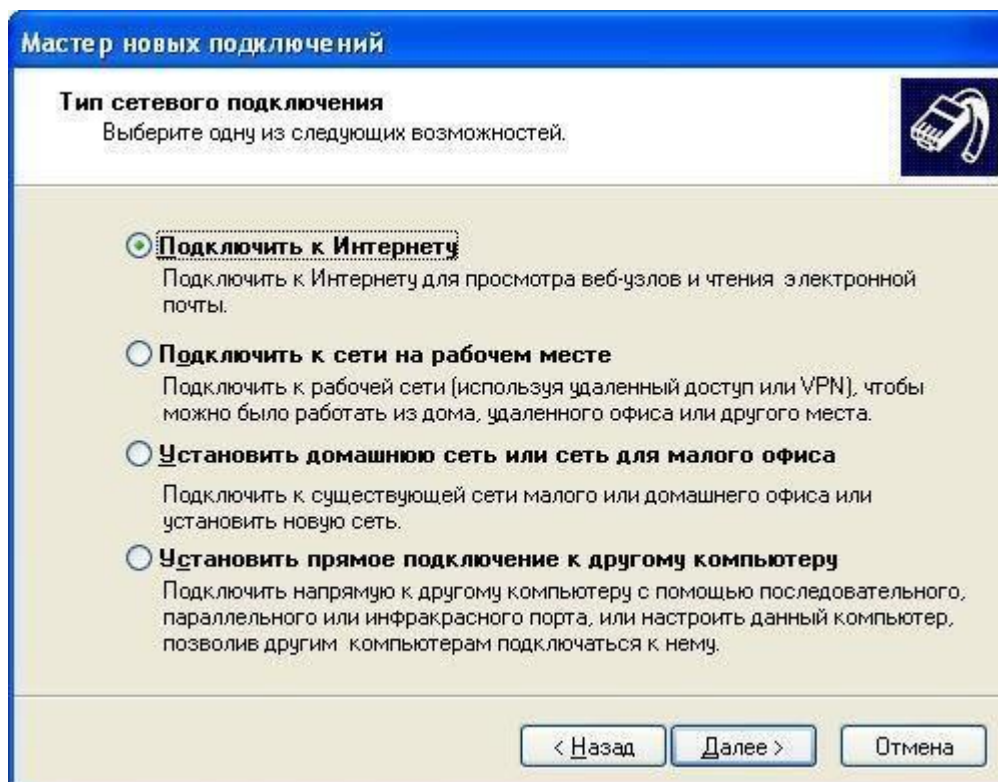 Мастер новых подключений
Тип сетевого подключения
Выберите одну из следующих возможностей.
Подключить к Интернету
Подключить к Интернету для просмотра веб-узлов и чтения электронной
почты.
Подключить к сети на рабочем месте
Подключить к рабочей сети (используя удаленный доступ или VPN), чтобы
можно было работать из дома, удаленного офиса или другого места.
Установить домашнюю сеть или сеть для малого офиса
Подключить к существующей сети малого или домашнего офиса или
установить новую сеть.
Установить прямое подключение к другому компьютеру
Подключить напрямую к другому компьютеру с помощью последовательного,
параллельного или инфракрасного порта, или настроить данный компьютер,
позволив другим компьютерам подключаться к нему.
< Назад Далее > Отмена